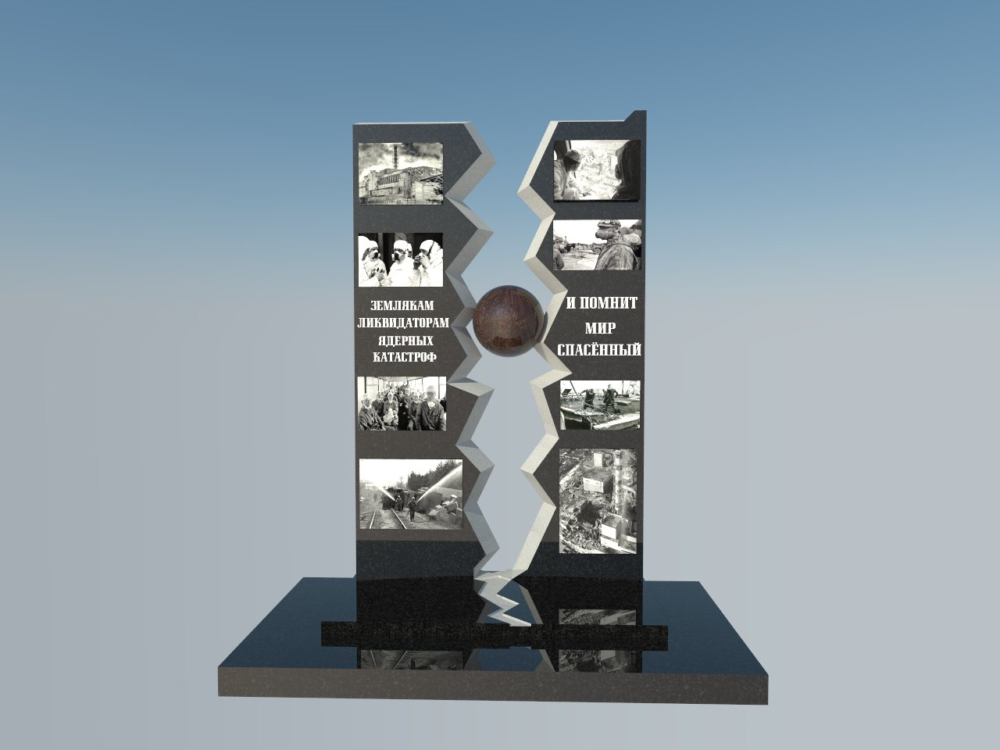 ЗЕМЛЯКАМ
ЛИКВИДАТОРАМ
ЯДЕРНЫХ
КАТАСТРОФ
И ПОМНИТ
МИР
СПАСЁННЫЙ